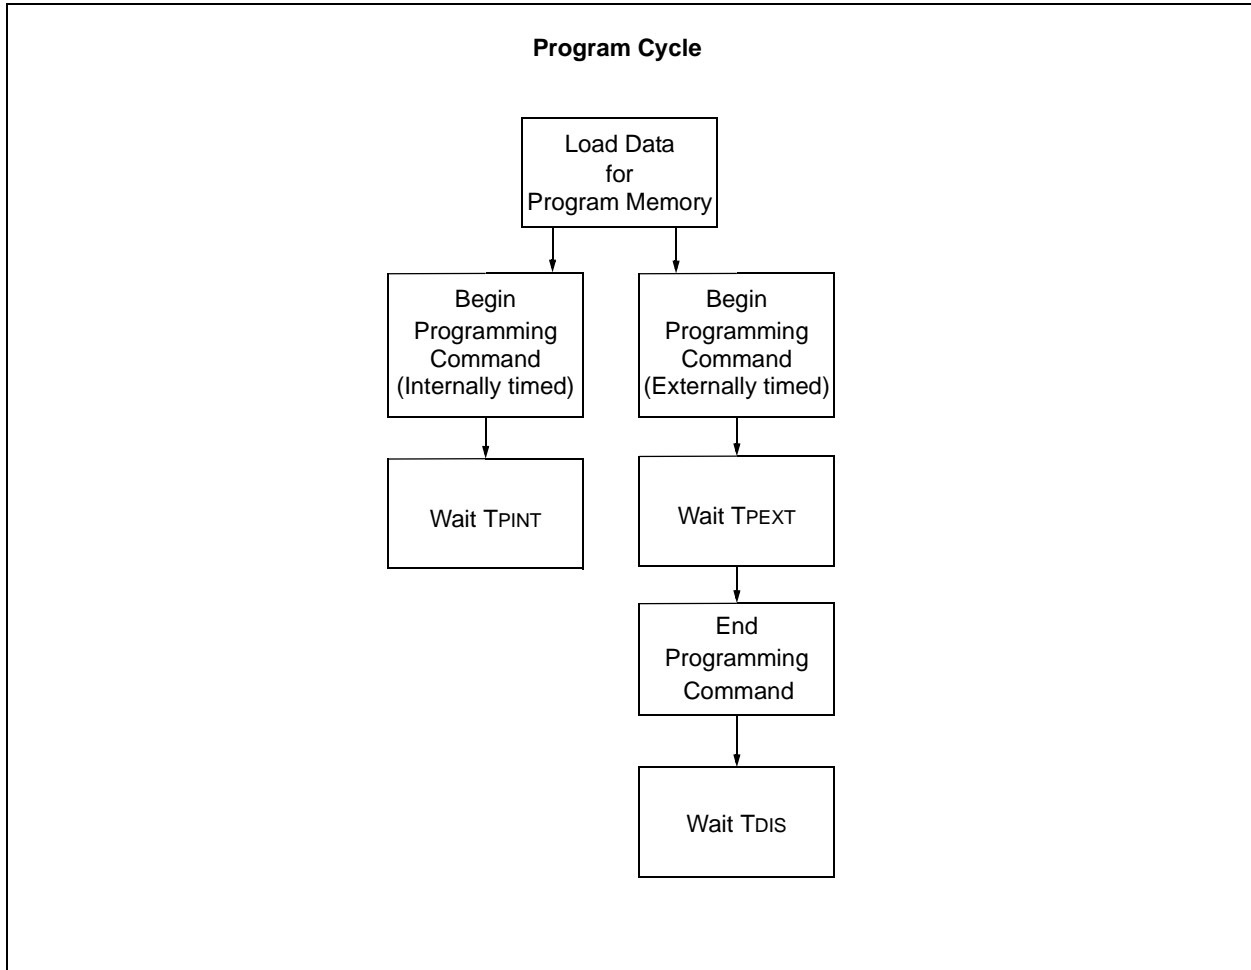 Program Cycle
Load Data
for
Program Memory
Begin
Programming
Command
(Internally timed)
Begin
Programming
Command
(Externally timed)
Wait TPINT
Wait TPEXT
End
Programming
Command
Wait TDIS